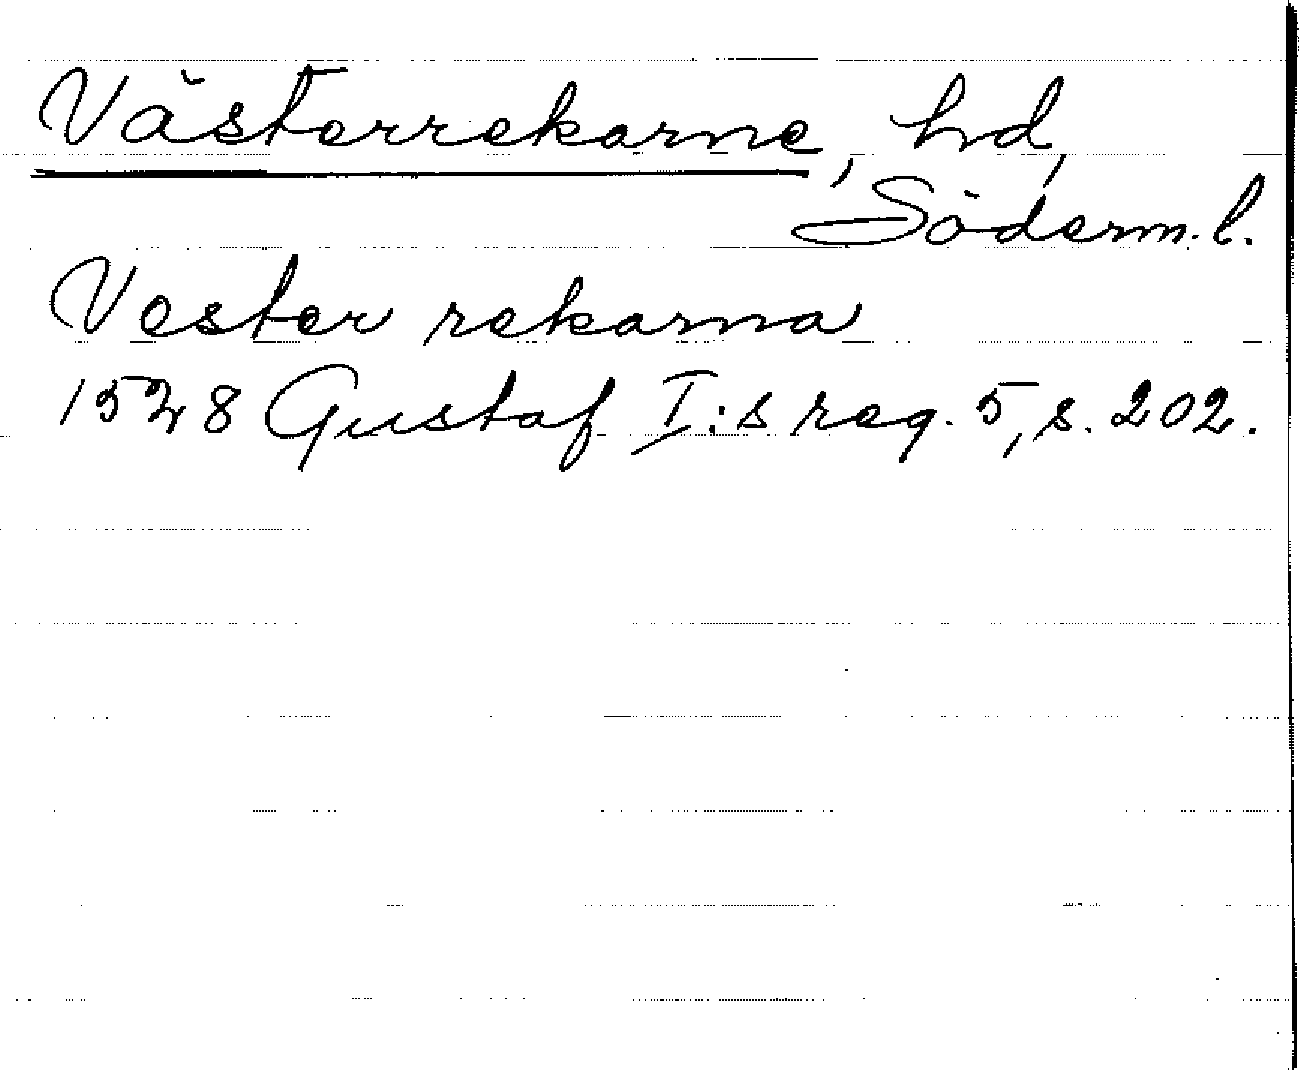 Västerrekarne, hd,
Söderm. l.
Vester rekarna
1528 Gustaf I:s reg. 5, s. 202.